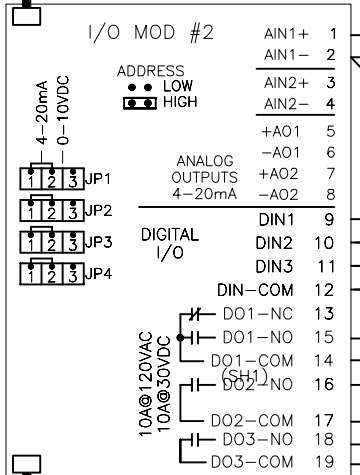 I/O MOD #2
AIN1+ 1
AIN1- 2
ADDRESS
LOW
HIGH
AIN2+ 3
AIN2- 4
4-20mA
0-10VDC
+AO1 5
-AO1 6
ANALOG
OUTPUTS
4-20mA
+AO2 7
-AO2 8
1 2 3 JP1
1 2 3 JP2
1 2 3 JP3
1 2 3 JP4
DIGITAL
I/O
DIN1 9
DIN2 10
DIN3 11
DIN-COM 12
10A@120VAC
10A@30VDC
DO1-NC 13
DO1-NO 15
DO1-COM 14
(SH1)
DO2-NO 16
DO2-COM 17
DO3-NO 18
DO3-COM 19